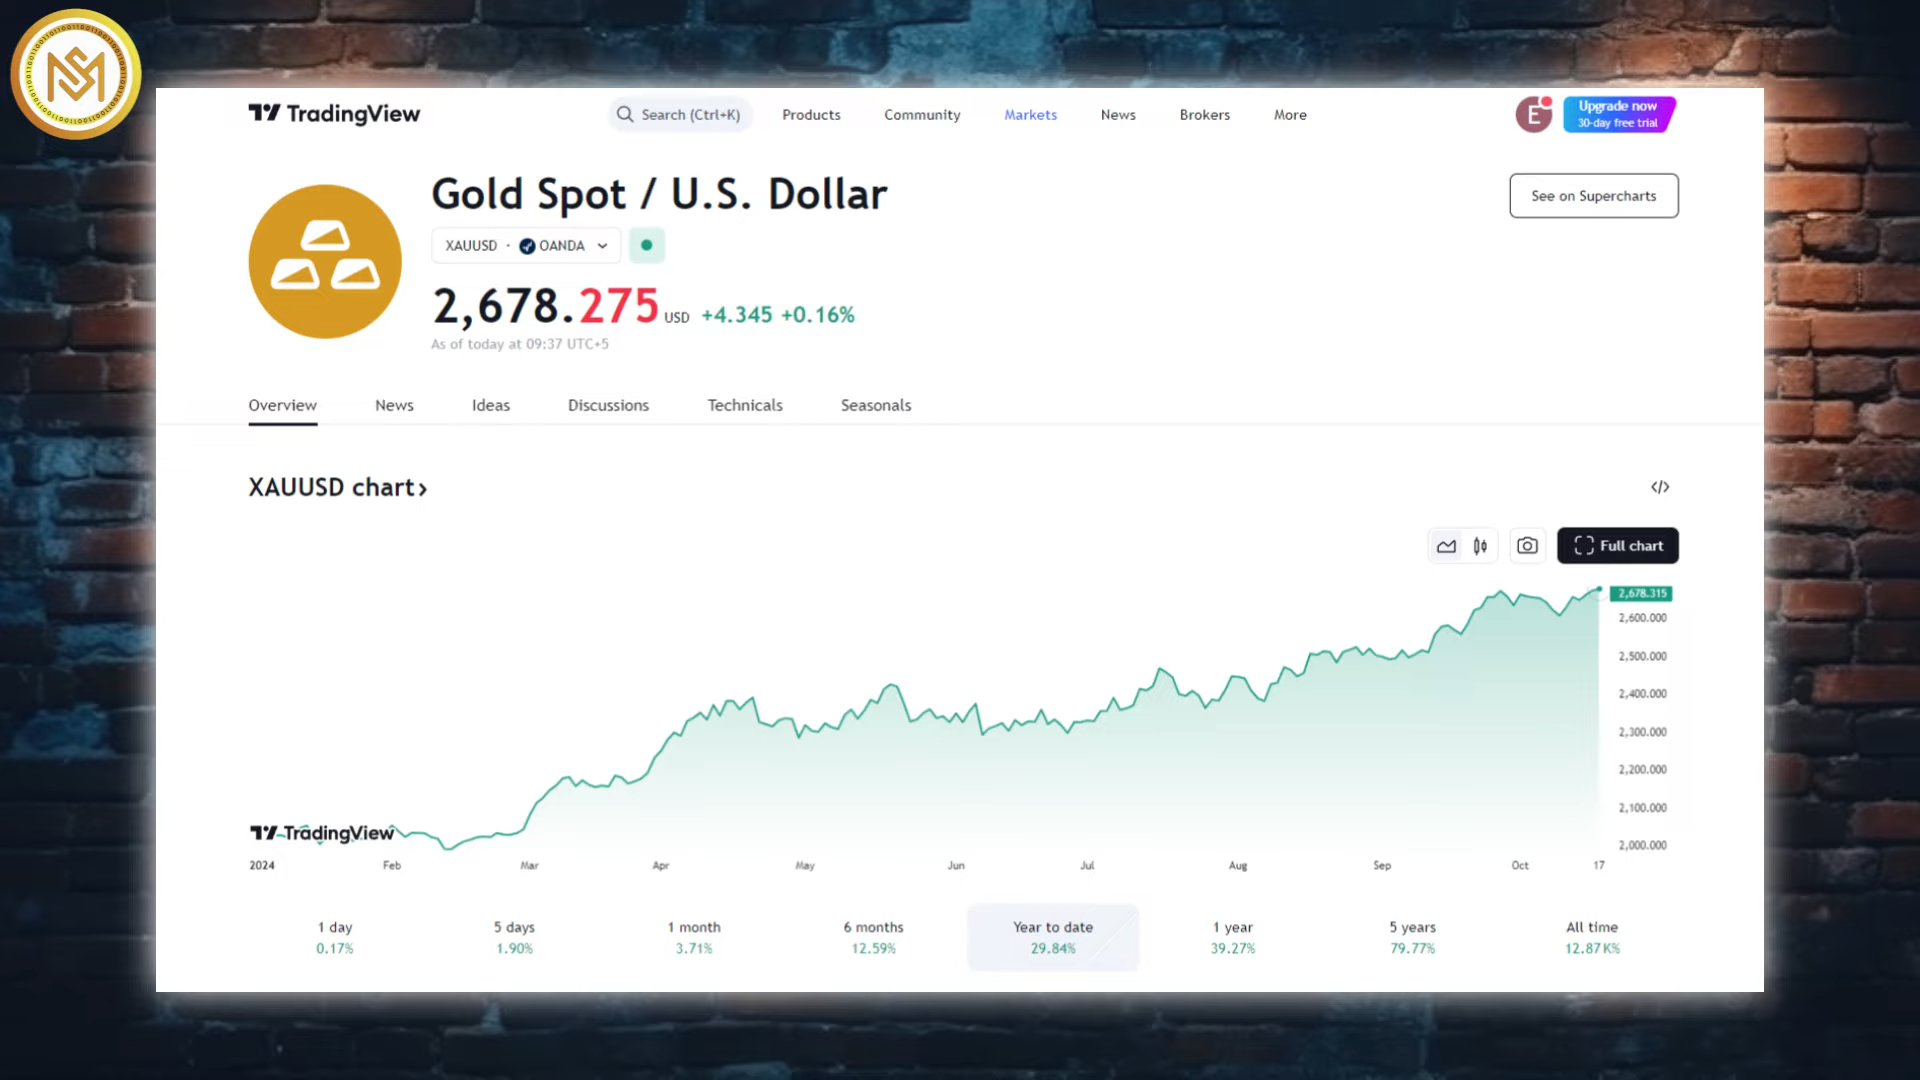 TradingView
Search (Ctrl+K)
Products
Community
Markets
News
Brokers
More
E
Upgrade now
30-day free trial
Gold Spot / U.S. Dollar
See on Supercharts
XAUUSD · OANDA
2,678.275 USD +4.345 +0.16%
As of today at 09:37 UTC+5
Overview
News
Ideas
Discussions
Technicals
Seasonals
XAUUSD chart
Full chart
2,678.315
2,600.000
2,500.000
2,400.000
2,300.000
2,200.000
2,100.000
2,000.000
TradingView
2024 Feb Mar Apr May Jun Jul Aug Sep Oct 17
1 day
0.17%
5 days
1.90%
1 month
3.71%
6 months
12.59%
Year to date
29.84%
1 year
39.27%
5 years
79.77%
All time
12.87K%